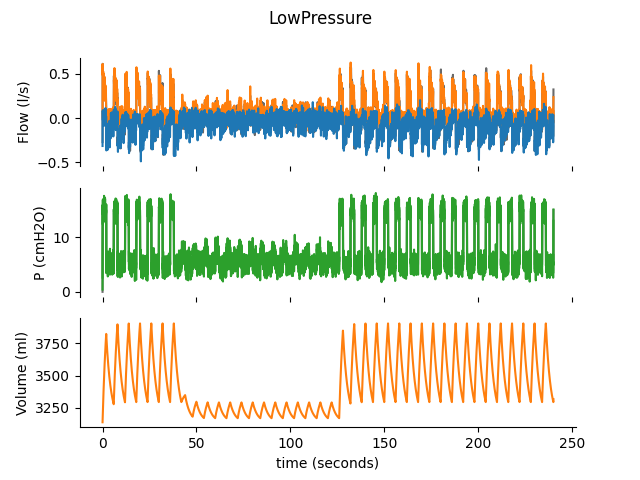 LowPressure
Flow (l/s)
0.5
0.0
−0.5
P (cmH2O)
10
0
Volume (ml)
3750
3500
3250
0 50 100 150 200 250
time (seconds)